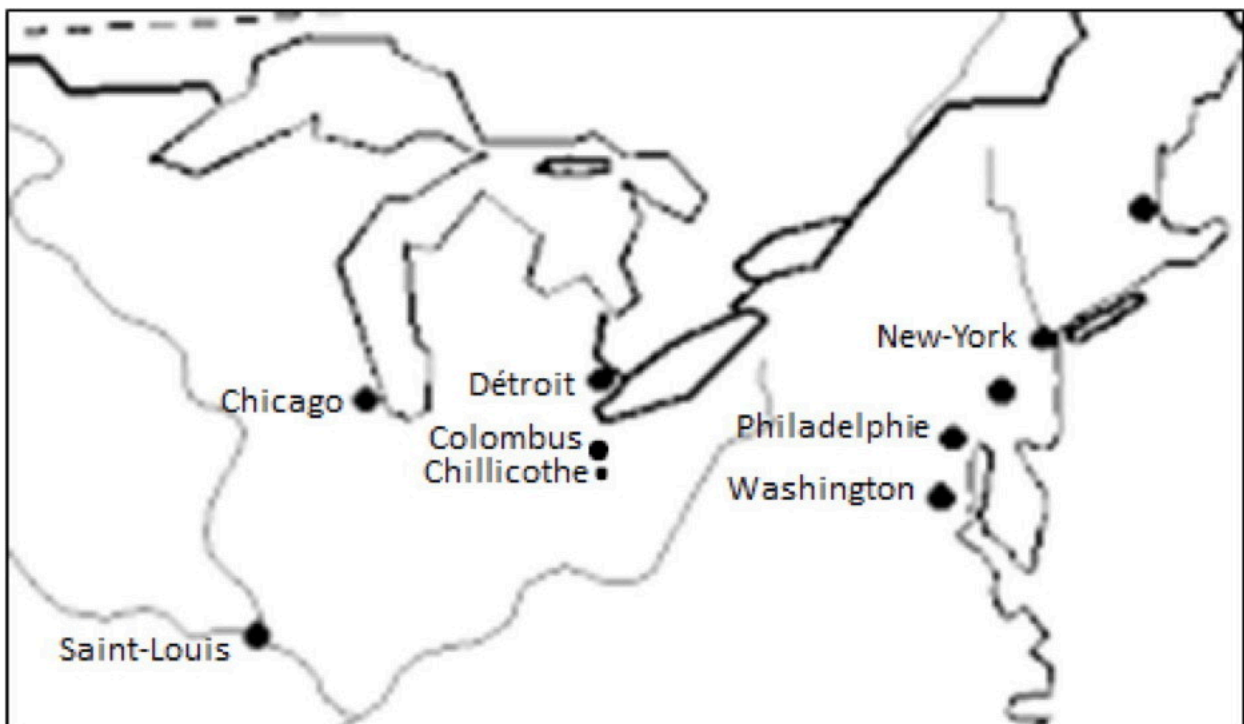 New-York
Détroit
Chicago
Philadelphie
Colombus
Chillicothe
Washington
Saint-Louis